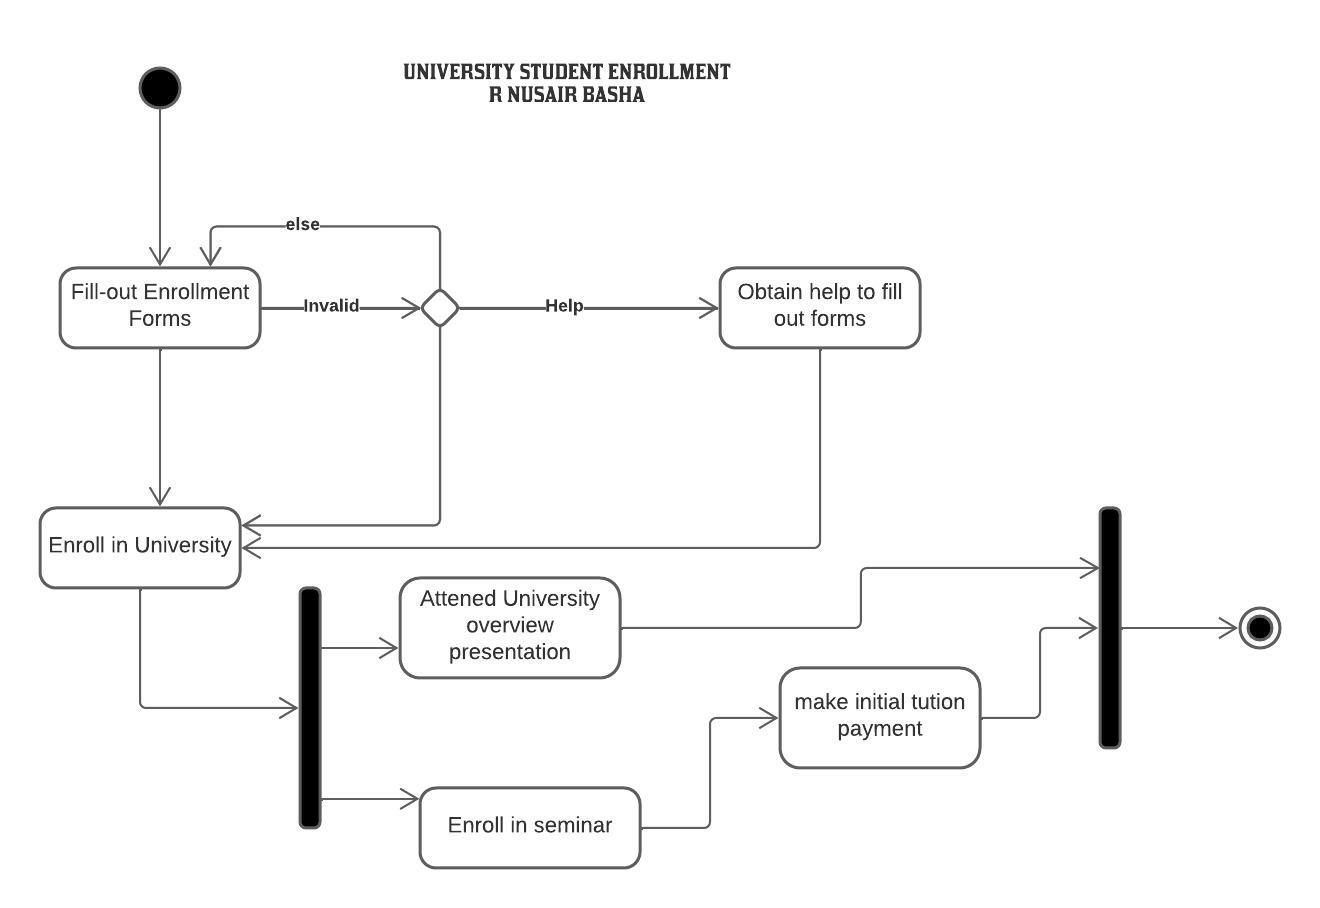 UNIVERSITY STUDENT ENROLLMENT
R NUSAIR BASHA
else
Fill-out Enrollment
Forms
Invalid
Help
Obtain help to fill
out forms
Enroll in University
Attened University
overview
presentation
make initial tution
payment
Enroll in seminar